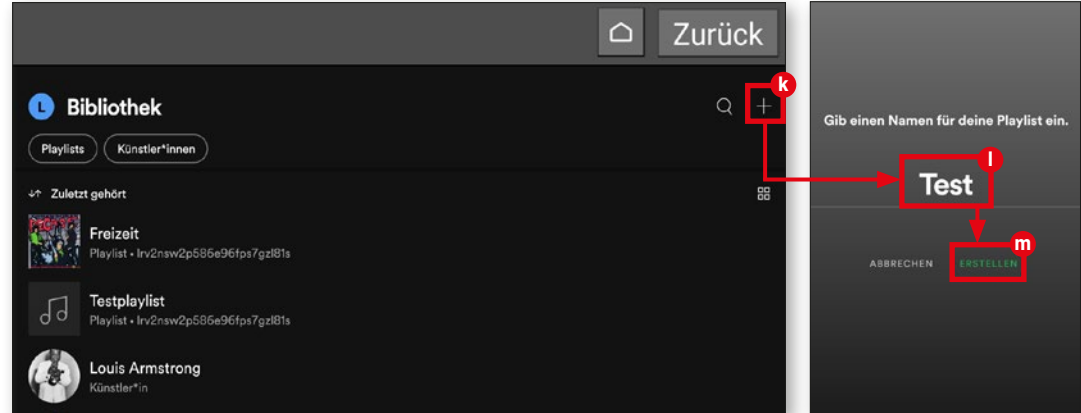 Zurück
k
L Bibliothek
Playlists Künstler*innen
Zuletzt gehört
Freizeit
Playlist • lrv2nsw2p586e96fps7gzl81s
Testplaylist
Playlist • lrv2nsw2p586e96fps7gzl81s
Louis Armstrong
Künstler*in
Gib einen Namen für deine Playlist ein.
l
Test
m
ABBRECHEN ERSTELLEN